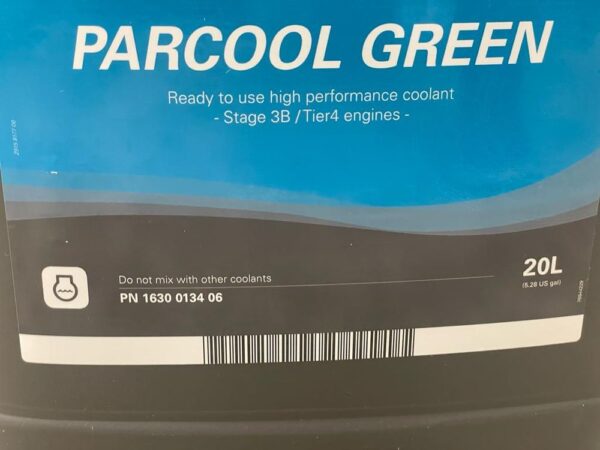 PARCOOL GREEN
Ready to use high performance coolant
- Stage 3B / Tier4 engines -
Do not mix with other coolants
PN 1630 0134 06
20L
(5.28 US gal)